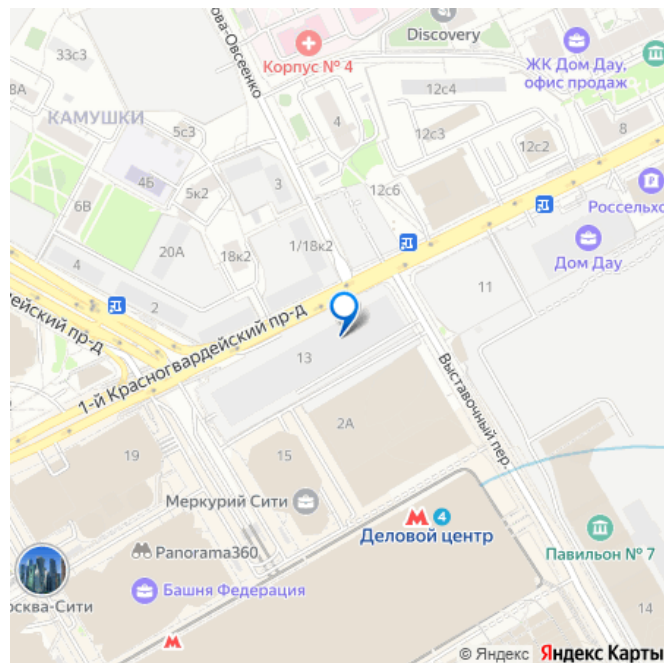 33с3
Discovery
Корпус № 4
ЖК Дом Дау,
офис продаж
8А
ова-Овсеенко
12с4
КАМУШКИ
5с3
4
12с3
8
12с2
4Б
5к2
3
12с6
6В
Россельхо
20А
18к2
1/18к2
Дом Дау
4
2
11
ейский пр-д
1-й Красногвардейский пр-д
13
Выставочный пер.
2А
19
15
Меркурий Сити
4
Деловой центр
Panorama360
Павильон № 7
Башня Федерация
осква-Сити
14
© Яндекс Яндекс Карты